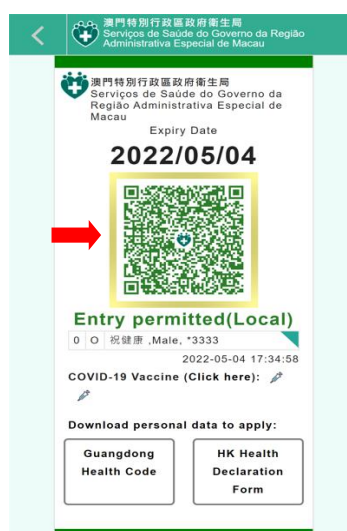 澳門特別行政區政府衛生局
Serviços de Saúde do Governo da Região
Administrativa Especial de Macau
澳門特別行政區政府衛生局
Serviços de Saúde do Governo da
Região Administrativa Especial de
Macau
Expiry Date
2022/05/04
Entry permitted(Local)
0 O 祝健康 ,Male, *3333
2022-05-04 17:34:58
COVID-19 Vaccine (Click here):
Download personal data to apply:
Guangdong
Health Code
HK Health
Declaration
Form